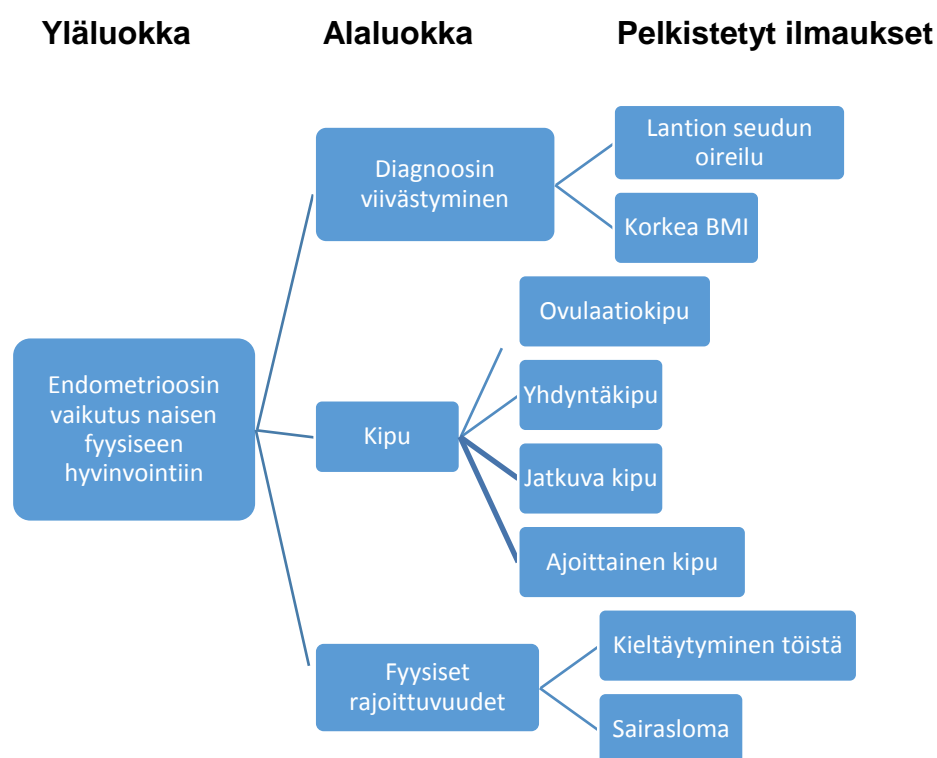 Yläluokka Alaluokka Pelkistetyt ilmaukset
Lantion seudun
oireilu
Diagnoosin
viivästyminen
Korkea BMI
Ovulaatiokipu
Endometrioosin
vaikutus naisen
fyysiseen
hyvinvointiin
Yhdyntäkipu
Kipu
Jatkuva kipu
Ajoittainen kipu
Kieltäytyminen töistä
Fyysiset
rajoittuvuudet
Sairasloma